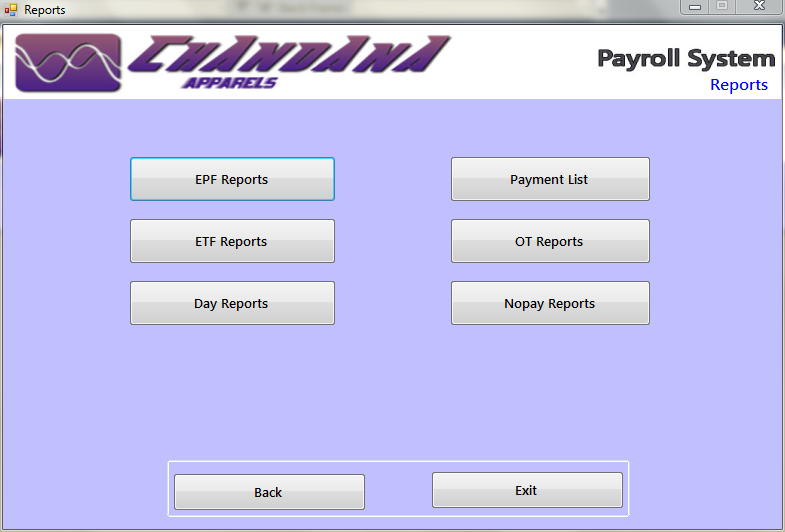 Reports
CHANDANA
APPARELS
Payroll System
Reports
EPF Reports
Payment List
ETF Reports
OT Reports
Day Reports
Nopay Reports
Back
Exit